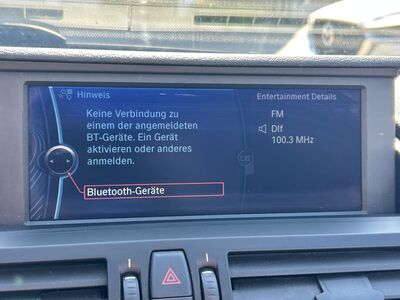 Hinweis
Keine Verbindung zu
einem der angemeldeten
BT-Geräte. Ein Gerät
aktivieren oder anderes
anmelden.
Bluetooth-Geräte
Entertainment Details
FM
Dlf
100.3 MHz